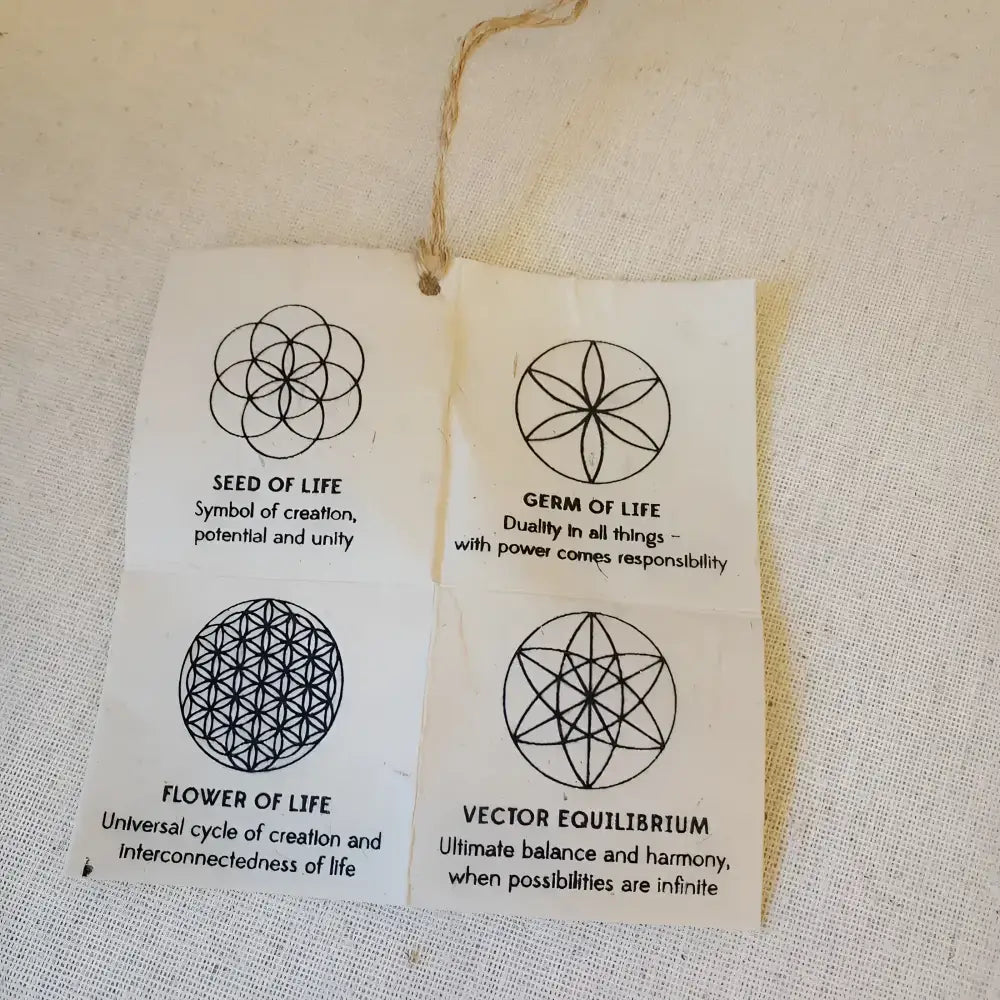 SEED OF LIFE
Symbol of creation,
potential and unity
GERM OF LIFE
Duality in all things –
with power comes responsibility
FLOWER OF LIFE
Universal cycle of creation and
interconnectedness of life
VECTOR EQUILIBRIUM
Ultimate balance and harmony,
when possibilities are infinite